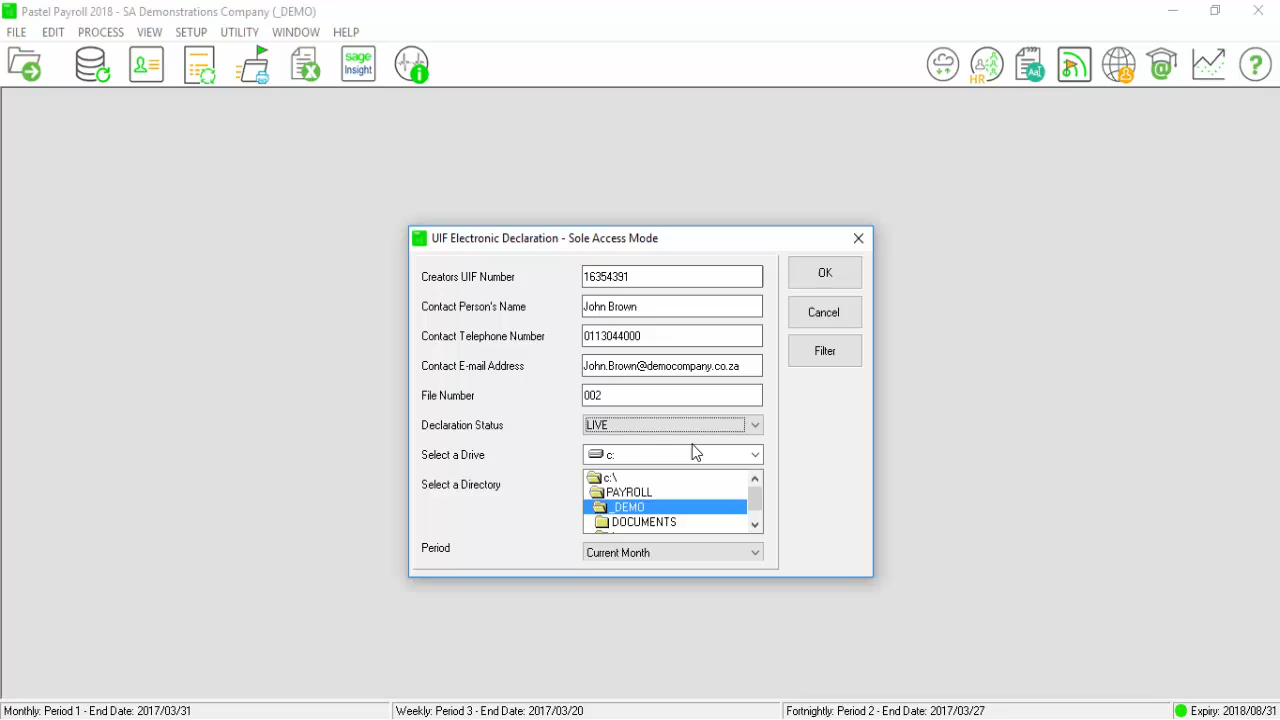 Pastel Payroll 2018 - SA Demonstrations Company (_DEMO)
FILE EDIT PROCESS VIEW SETUP UTILITY WINDOW HELP
sage Insight
HR
Aa
UIF Electronic Declaration - Sole Access Mode
Creators UIF Number 16354391
OK
Contact Person's Name John Brown
Cancel
Contact Telephone Number 0113044000
Filter
Contact E-mail Address John.Brown@democompany.co.za
File Number 002
Declaration Status LIVE
Select a Drive c:
Select a Directory
c:\
PAYROLL
_DEMO
DOCUMENTS
Period Current Month
Monthly: Period 1 - End Date: 2017/03/31 Weekly: Period 3 - End Date: 2017/03/20 Fortnightly: Period 2 - End Date: 2017/03/27 Expiry: 2018/08/31